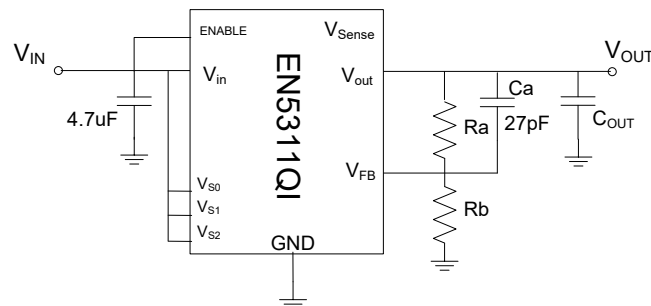 ENABLE
V_Sense
V_IN
V_in
V_out
V_OUT
EN5311QI
4.7uF
Ca
27pF
C_OUT
Ra
V_FB
V_S0
V_S1
V_S2
Rb
GND